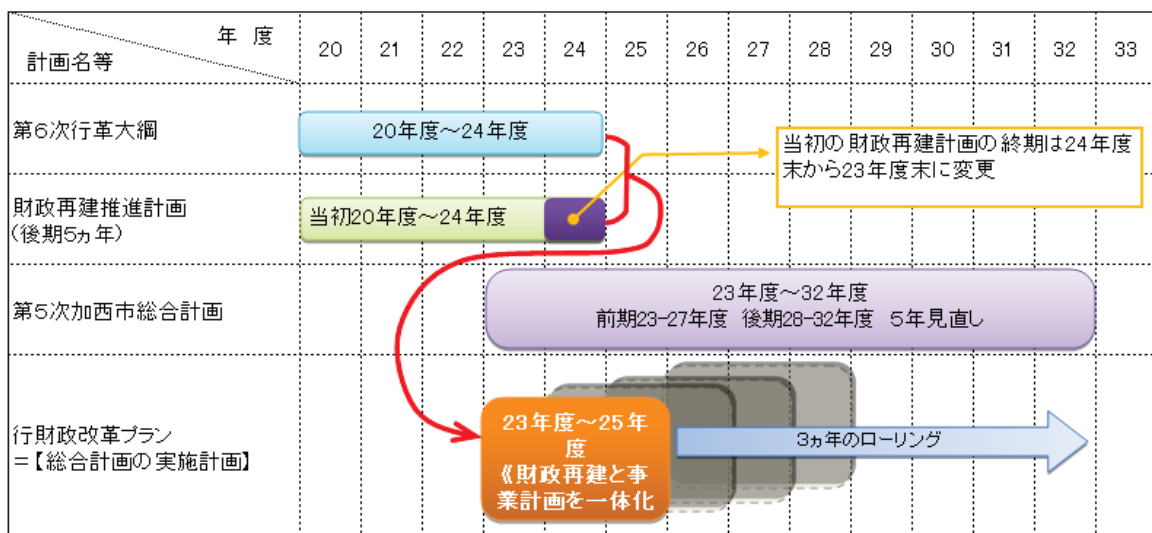 年 度
計画名等
20 21 22 23 24 25 26 27 28 29 30 31 32 33
第6次行革大綱
20年度～24年度
当初の財政再建計画の終期は24年度
末から23年度末に変更
財政再建推進計画
(後期5ヵ年)
当初20年度～24年度
第5次加西市総合計画
23年度～32年度
前期23-27年度 後期28-32年度 5年見直し
行財政改革プラン
=【総合計画の実施計画】
23年度～25年
度
《財政再建と事
業計画を一体化
3ヵ年のローリング